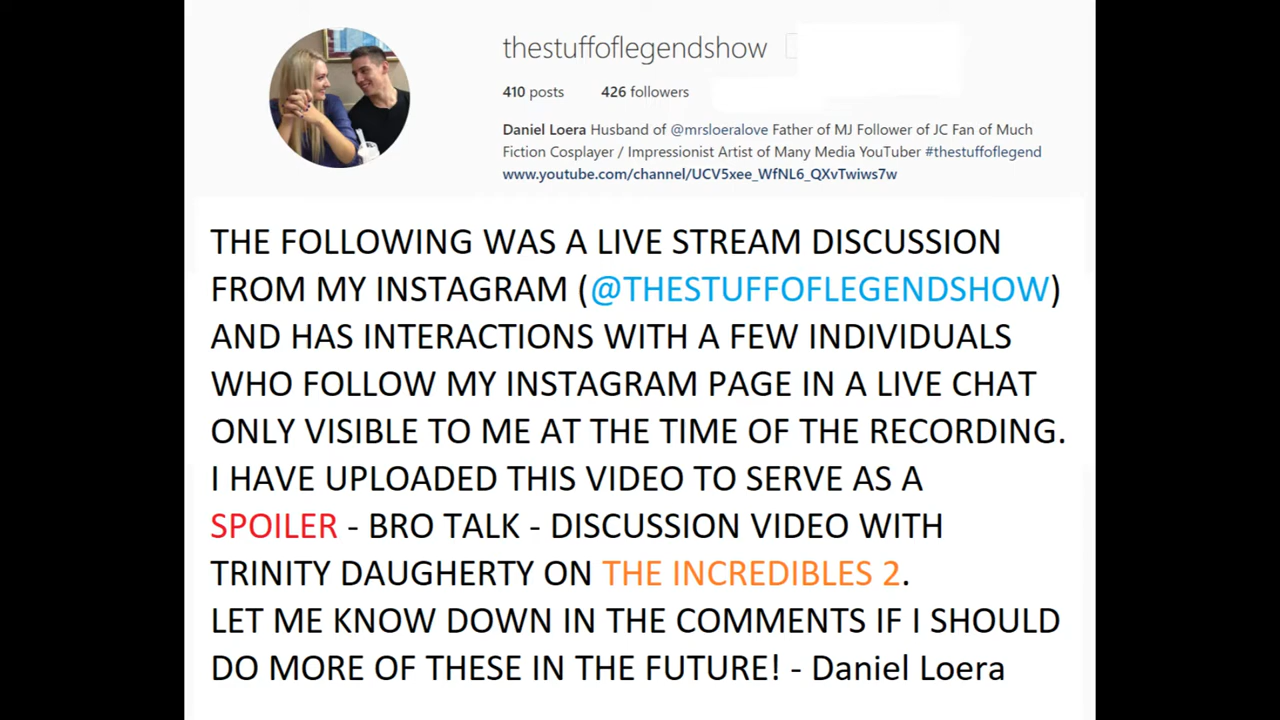 thestuffoflegendshow
410 posts 426 followers
Daniel Loera Husband of @mrsloeralove Father of MJ Follower of JC Fan of Much
Fiction Cosplayer / Impressionist Artist of Many Media YouTuber #thestuffoflegend
www.youtube.com/channel/UCV5xee_WfNL6_QXvTwiws7w
THE FOLLOWING WAS A LIVE STREAM DISCUSSION
FROM MY INSTAGRAM (@THESTUFFOFLEGENDSHOW)
AND HAS INTERACTIONS WITH A FEW INDIVIDUALS
WHO FOLLOW MY INSTAGRAM PAGE IN A LIVE CHAT
ONLY VISIBLE TO ME AT THE TIME OF THE RECORDING.
I HAVE UPLOADED THIS VIDEO TO SERVE AS A
SPOILER - BRO TALK - DISCUSSION VIDEO WITH
TRINITY DAUGHERTY ON THE INCREDIBLES 2.
LET ME KNOW DOWN IN THE COMMENTS IF I SHOULD
DO MORE OF THESE IN THE FUTURE! - Daniel Loera